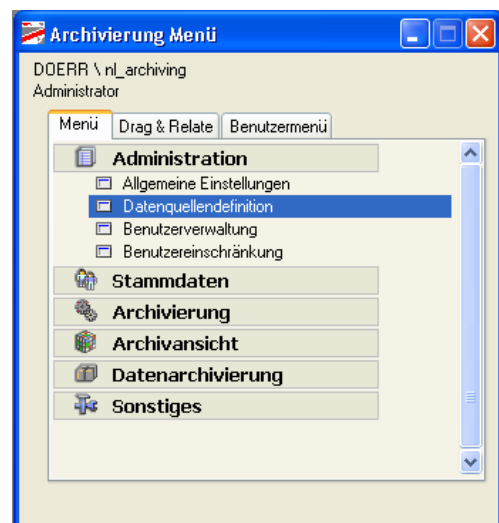 Archivierung Menü
DOERR \ nl_archiving
Administrator
Menü Drag & Relate Benutzermenü
Administration
Allgemeine Einstellungen
Datenquellendefinition
Benutzerverwaltung
Benutzereinschränkung
Stammdaten
Archivierung
Archivansicht
Datenarchivierung
Sonstiges